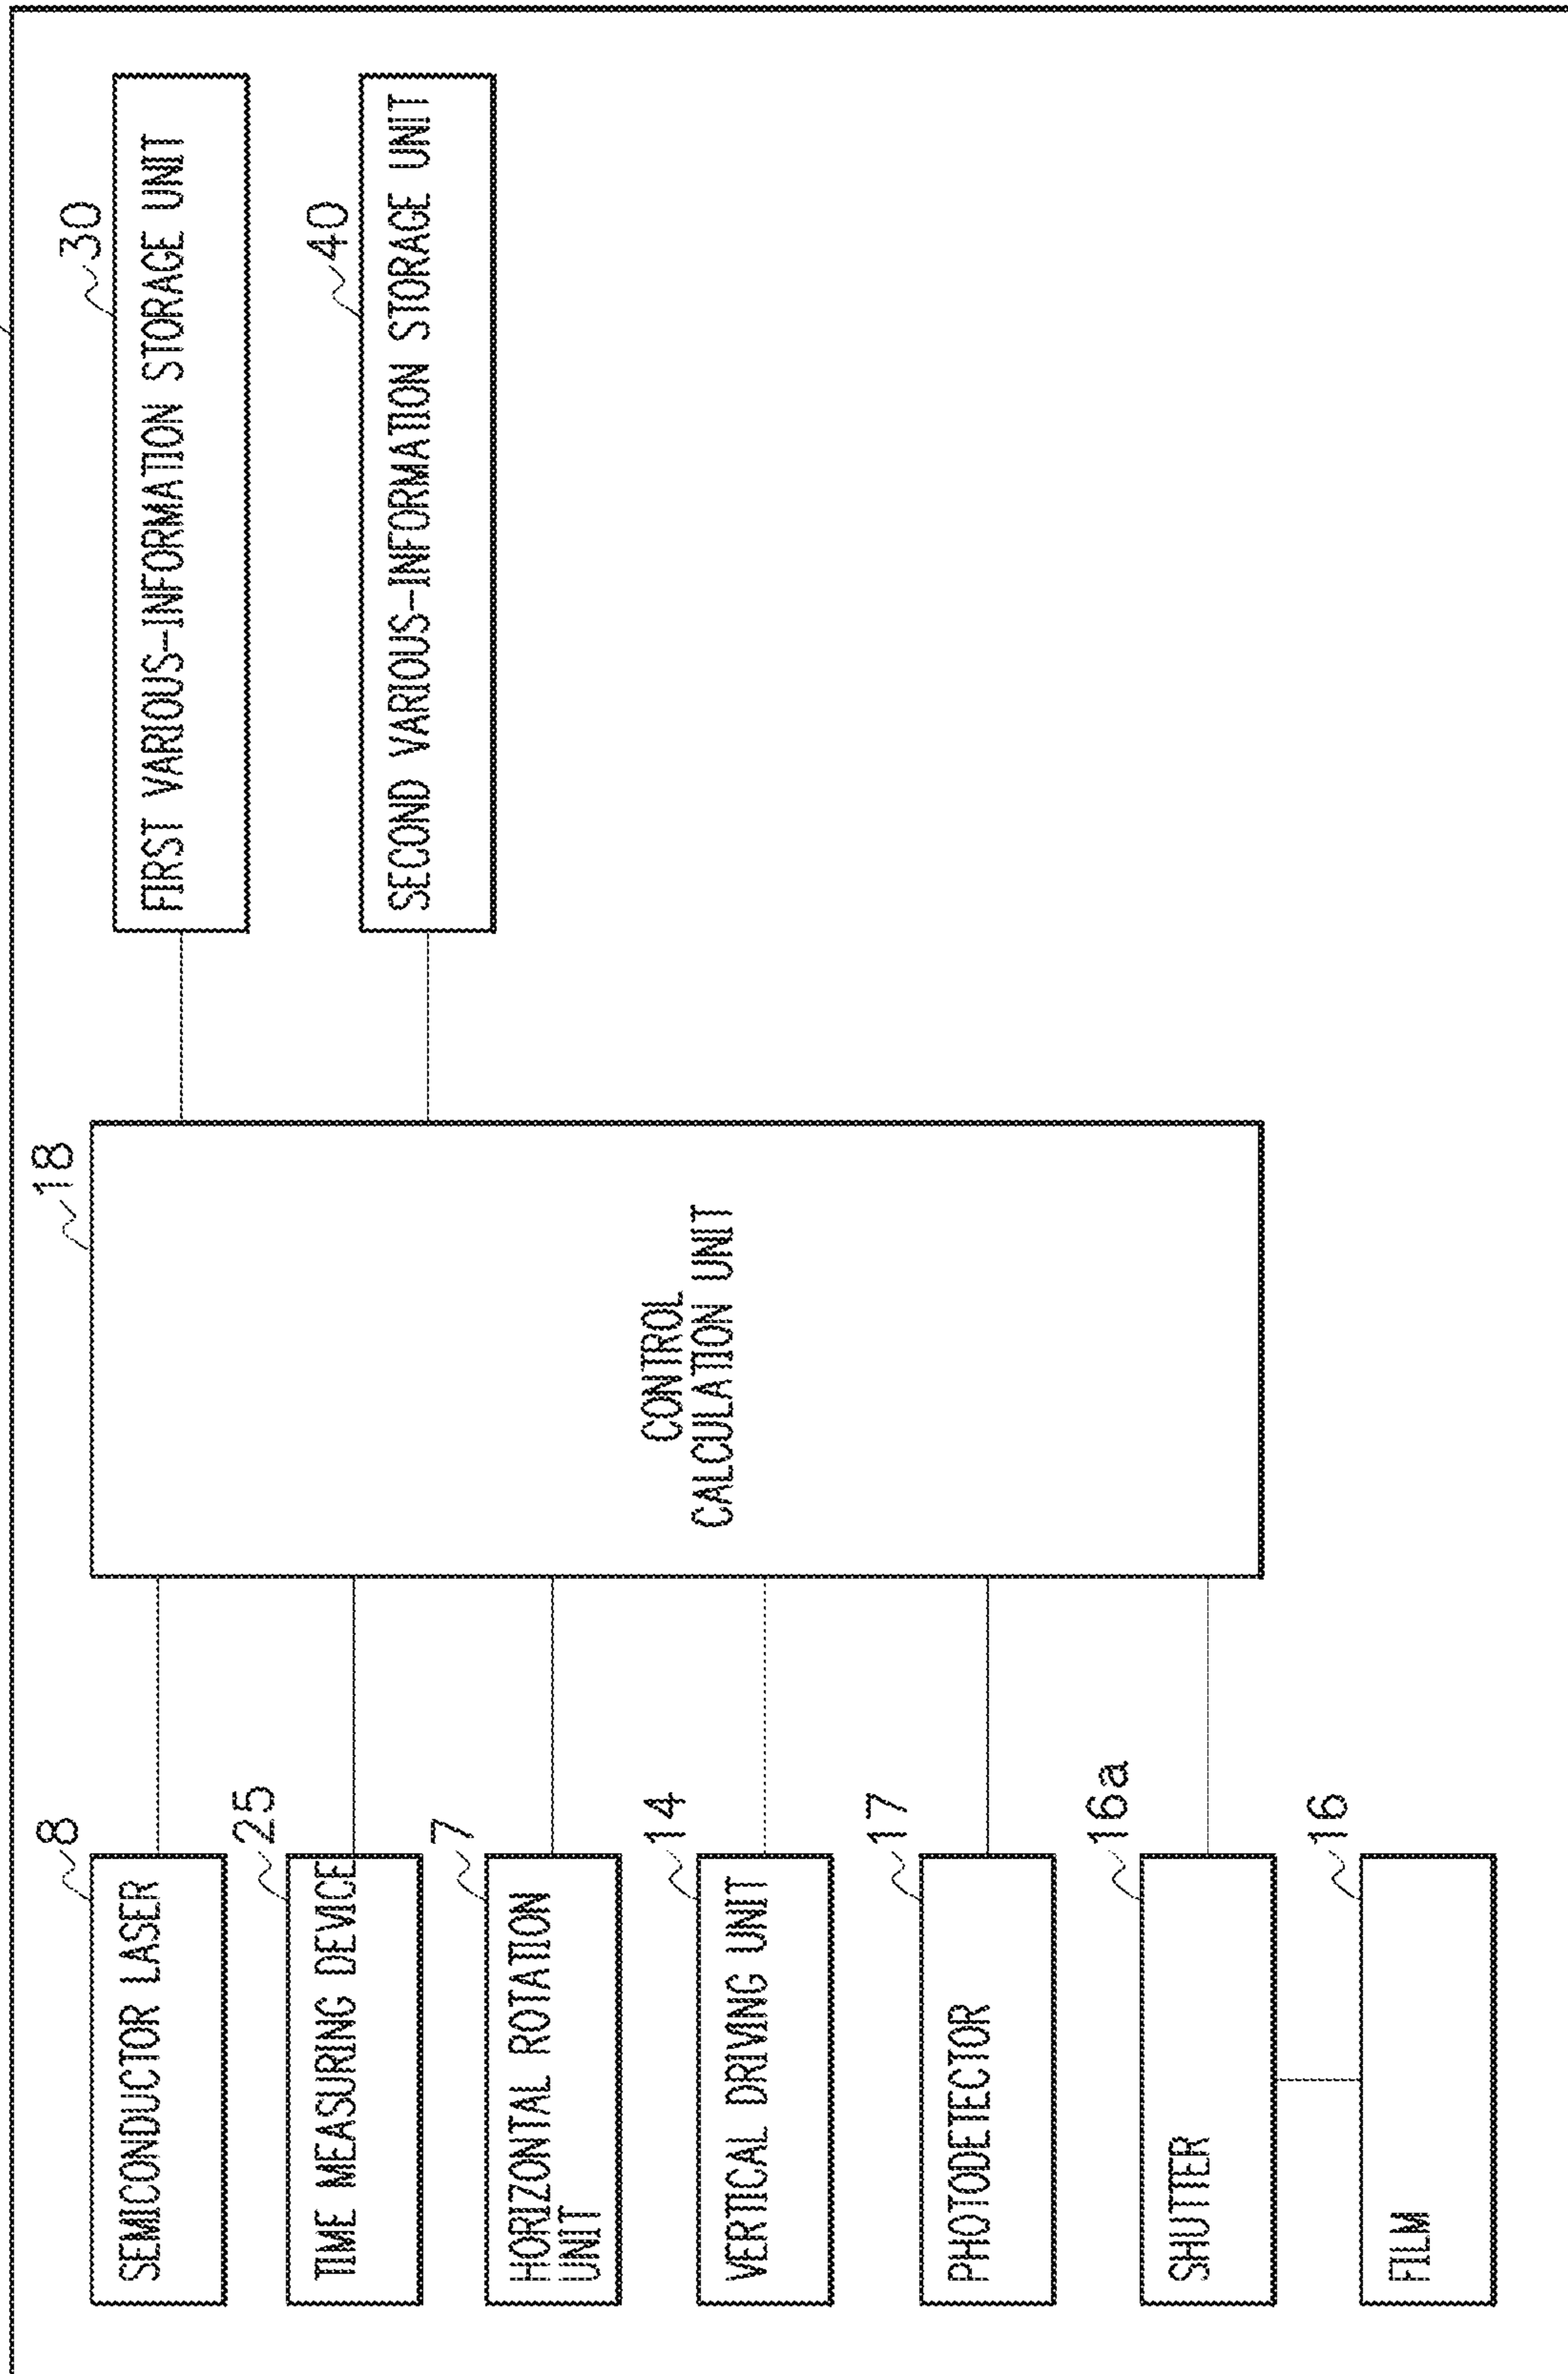 8
SEMICONDUCTOR LASER
25
TIME MEASURING DEVICE
7
HORIZONTAL ROTATION
UNIT
14
VERTICAL DRIVING UNIT
17
PHOTODETECTOR
16a
SHUTTER
16
FILM
18
CONTROL
CALCULATION UNIT
30
FIRST VARIOUS-INFORMATION STORAGE UNIT
40
SECOND VARIOUS-INFORMATION STORAGE UNIT